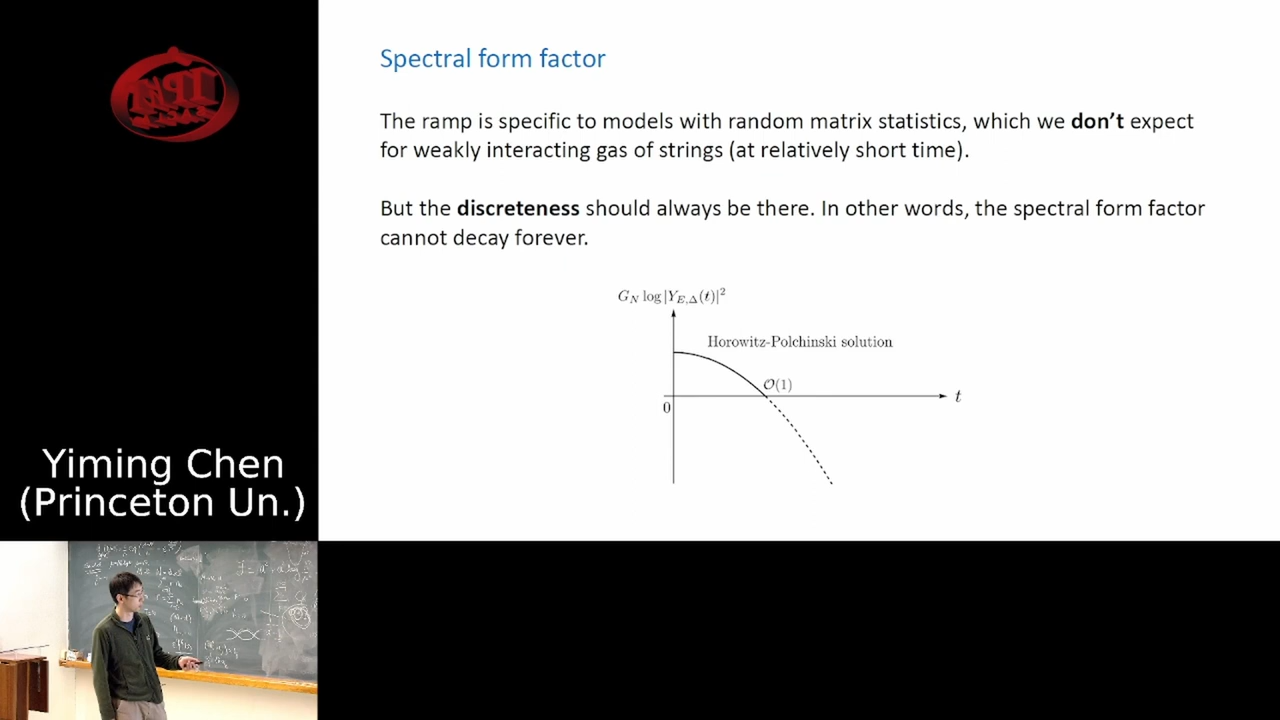 Spectral form factor
The ramp is specific to models with random matrix statistics, which we don't expect
for weakly interacting gas of strings (at relatively short time).
But the discreteness should always be there. In other words, the spectral form factor
cannot decay forever.
G_N log|Y_{E,Δ}(t)|^2
Horowitz-Polchinski solution
𝒪(1)
0
t
Yiming Chen
(Princeton Un.)